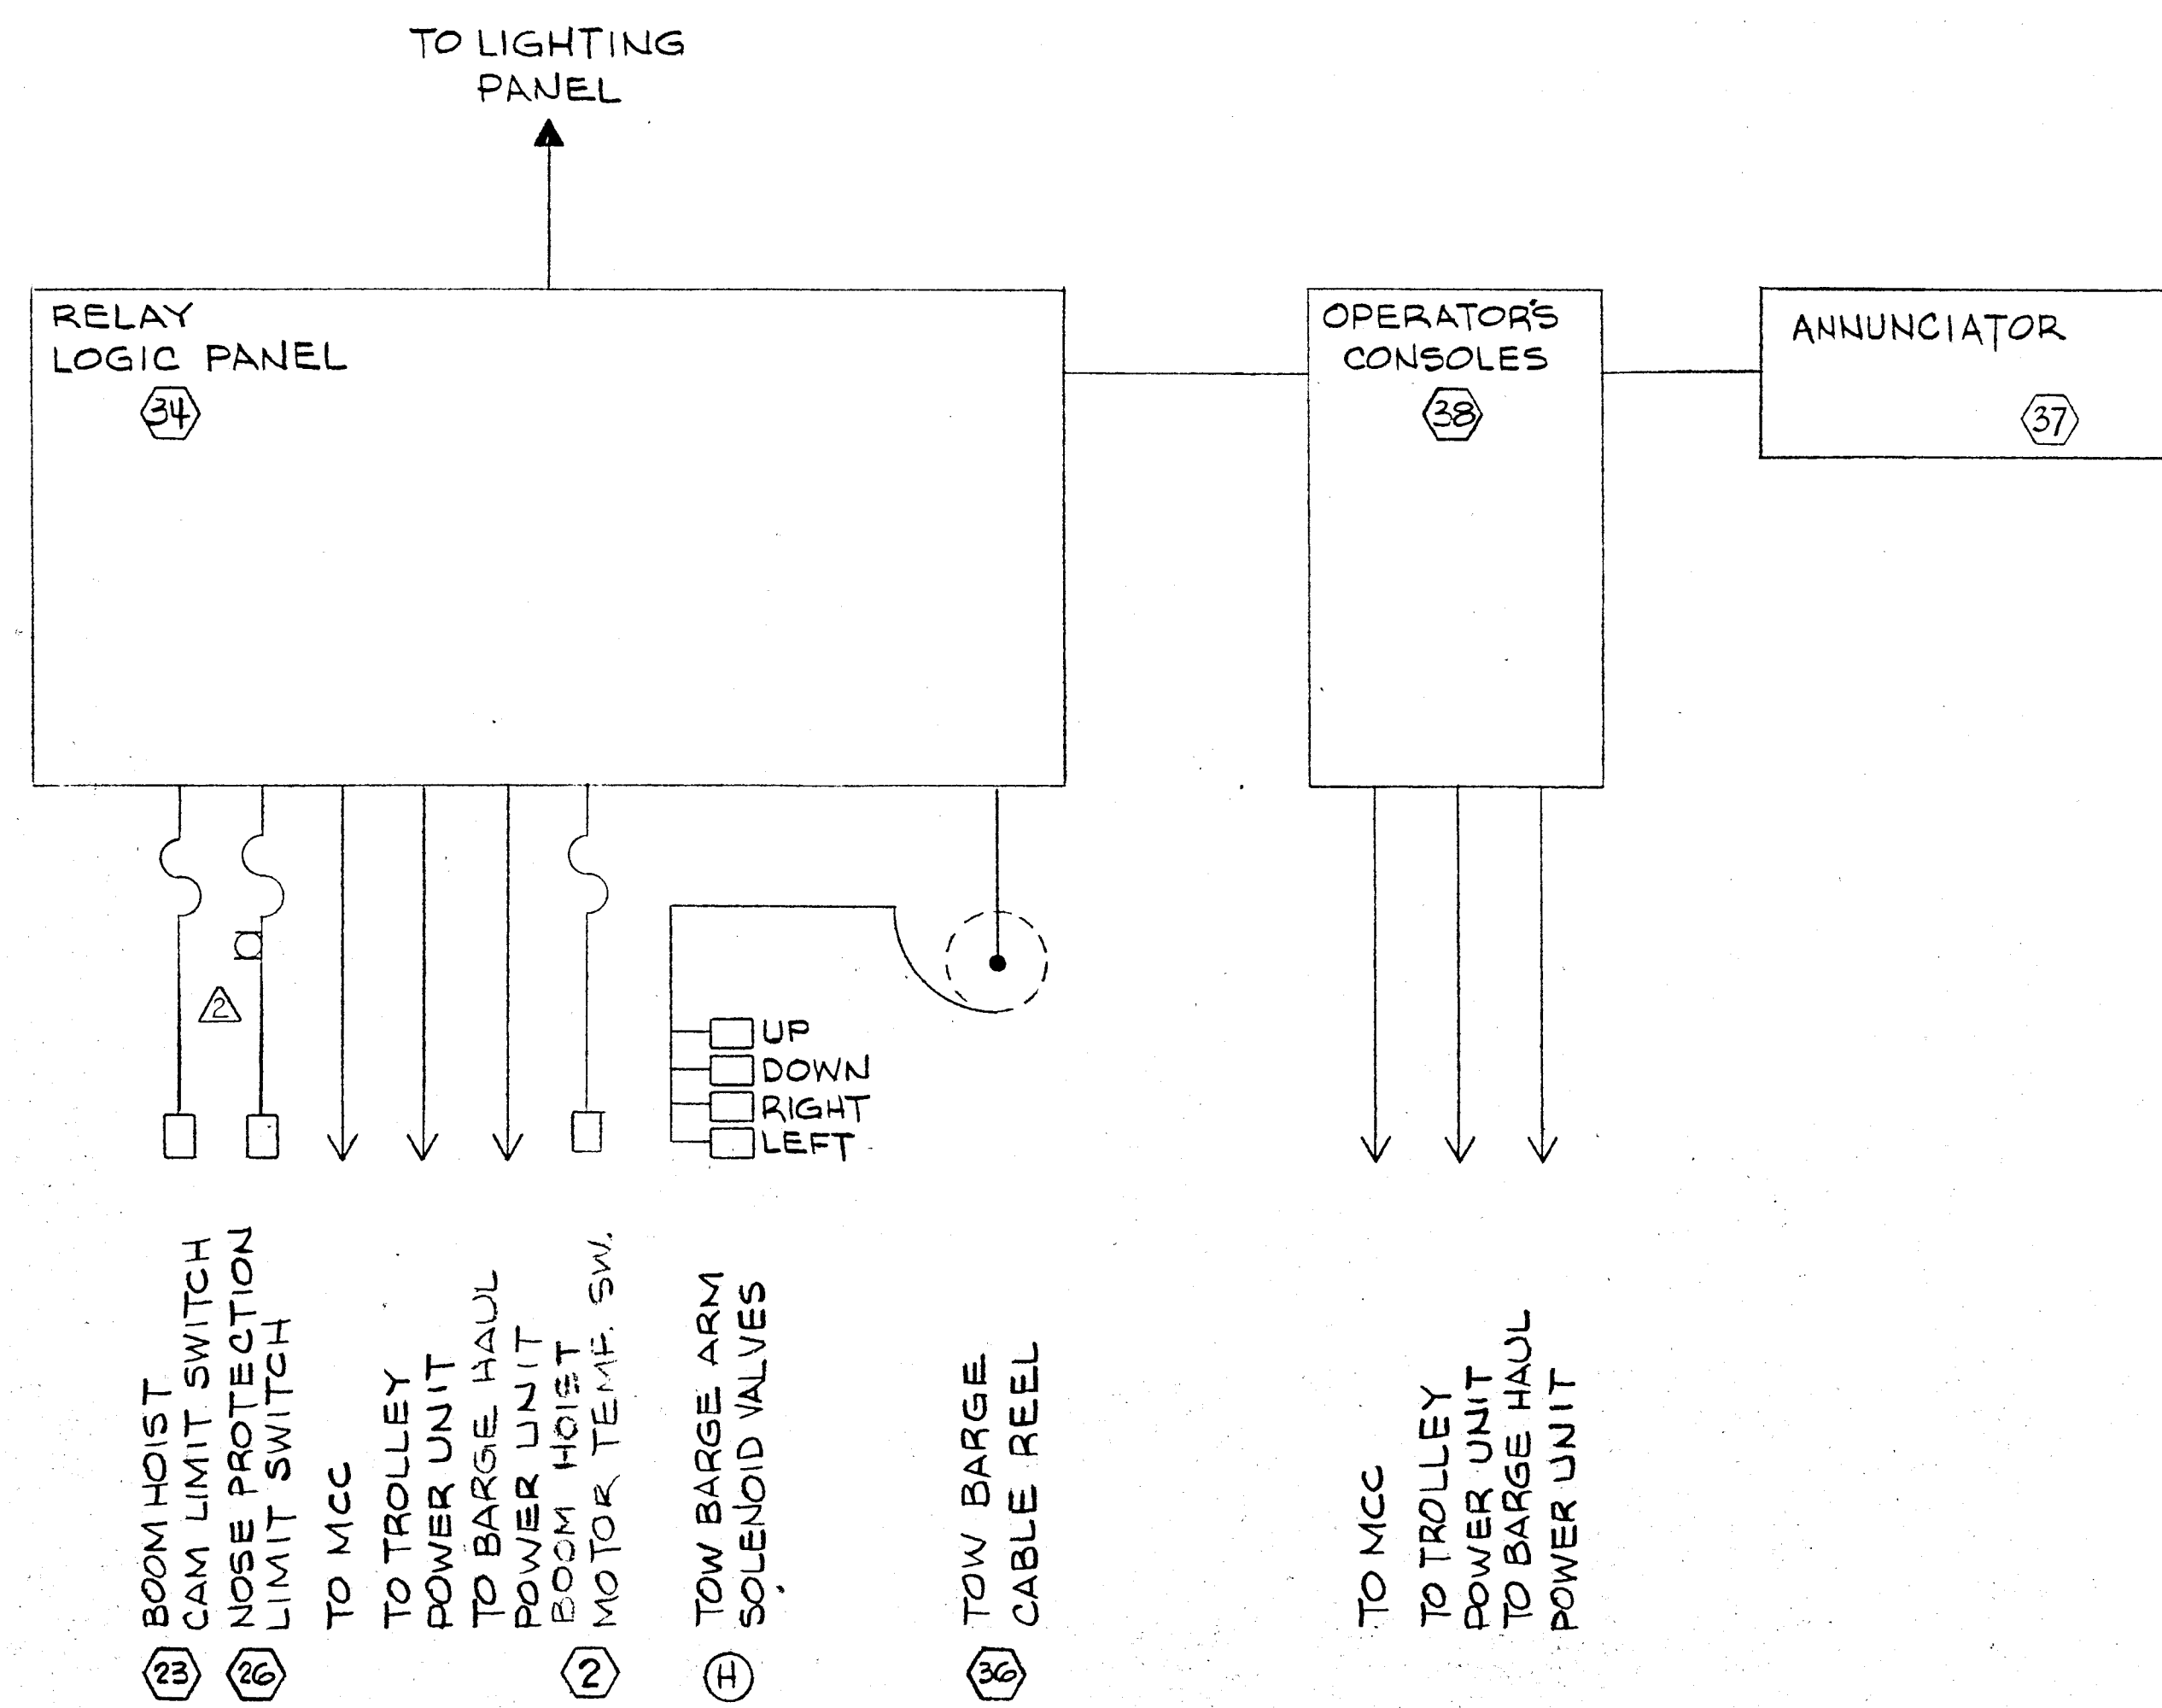 TO LIGHTING
PANEL
RELAY
LOGIC PANEL
34
OPERATOR'S
CONSOLES
38
ANNUNCIATOR
37
2
UP
DOWN
RIGHT
LEFT
BOOM HOIST
CAM LIMIT SWITCH
23
NOSE PROTECTION
LIMIT SWITCH
26
TO MCC
TO TROLLEY
POWER UNIT
TO BARGE HAUL
POWER UNIT
BOOM HOIST
MOTOR TEMP. SW.
2
TOW BARGE ARM
SOLENOID VALVES
H
TOW BARGE
CABLE REEL
36
TO MCC
TO TROLLEY
POWER UNIT
TO BARGE HAUL
POWER UNIT